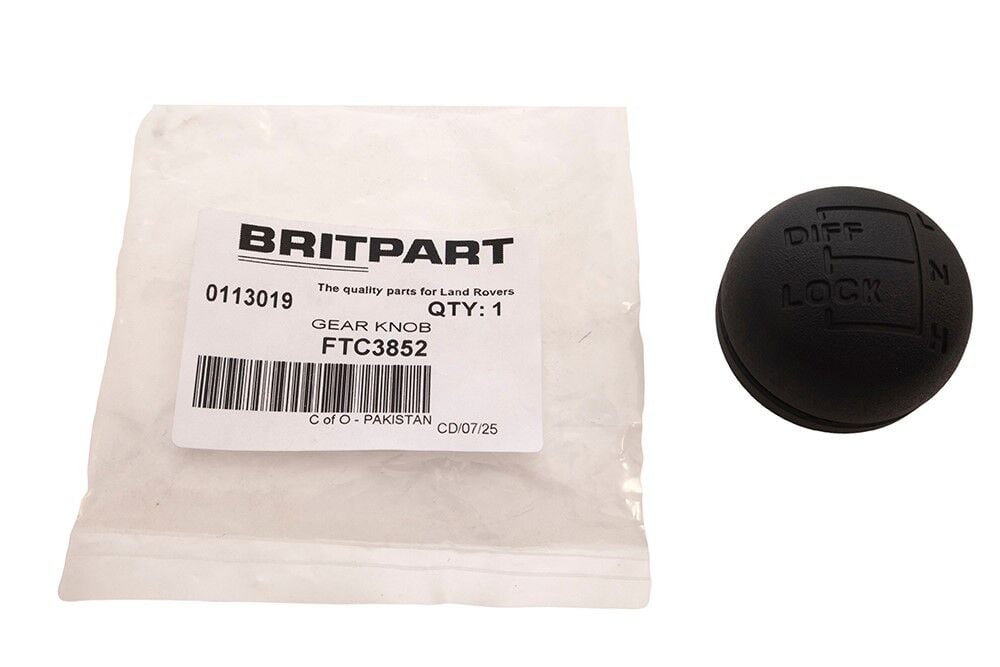 BRITPART
The quality parts for Land Rovers
0113019
QTY: 1
GEAR KNOB
FTC3852
C of O - PAKISTAN
CD/07/25
DIFF
LOCK
L
N
H